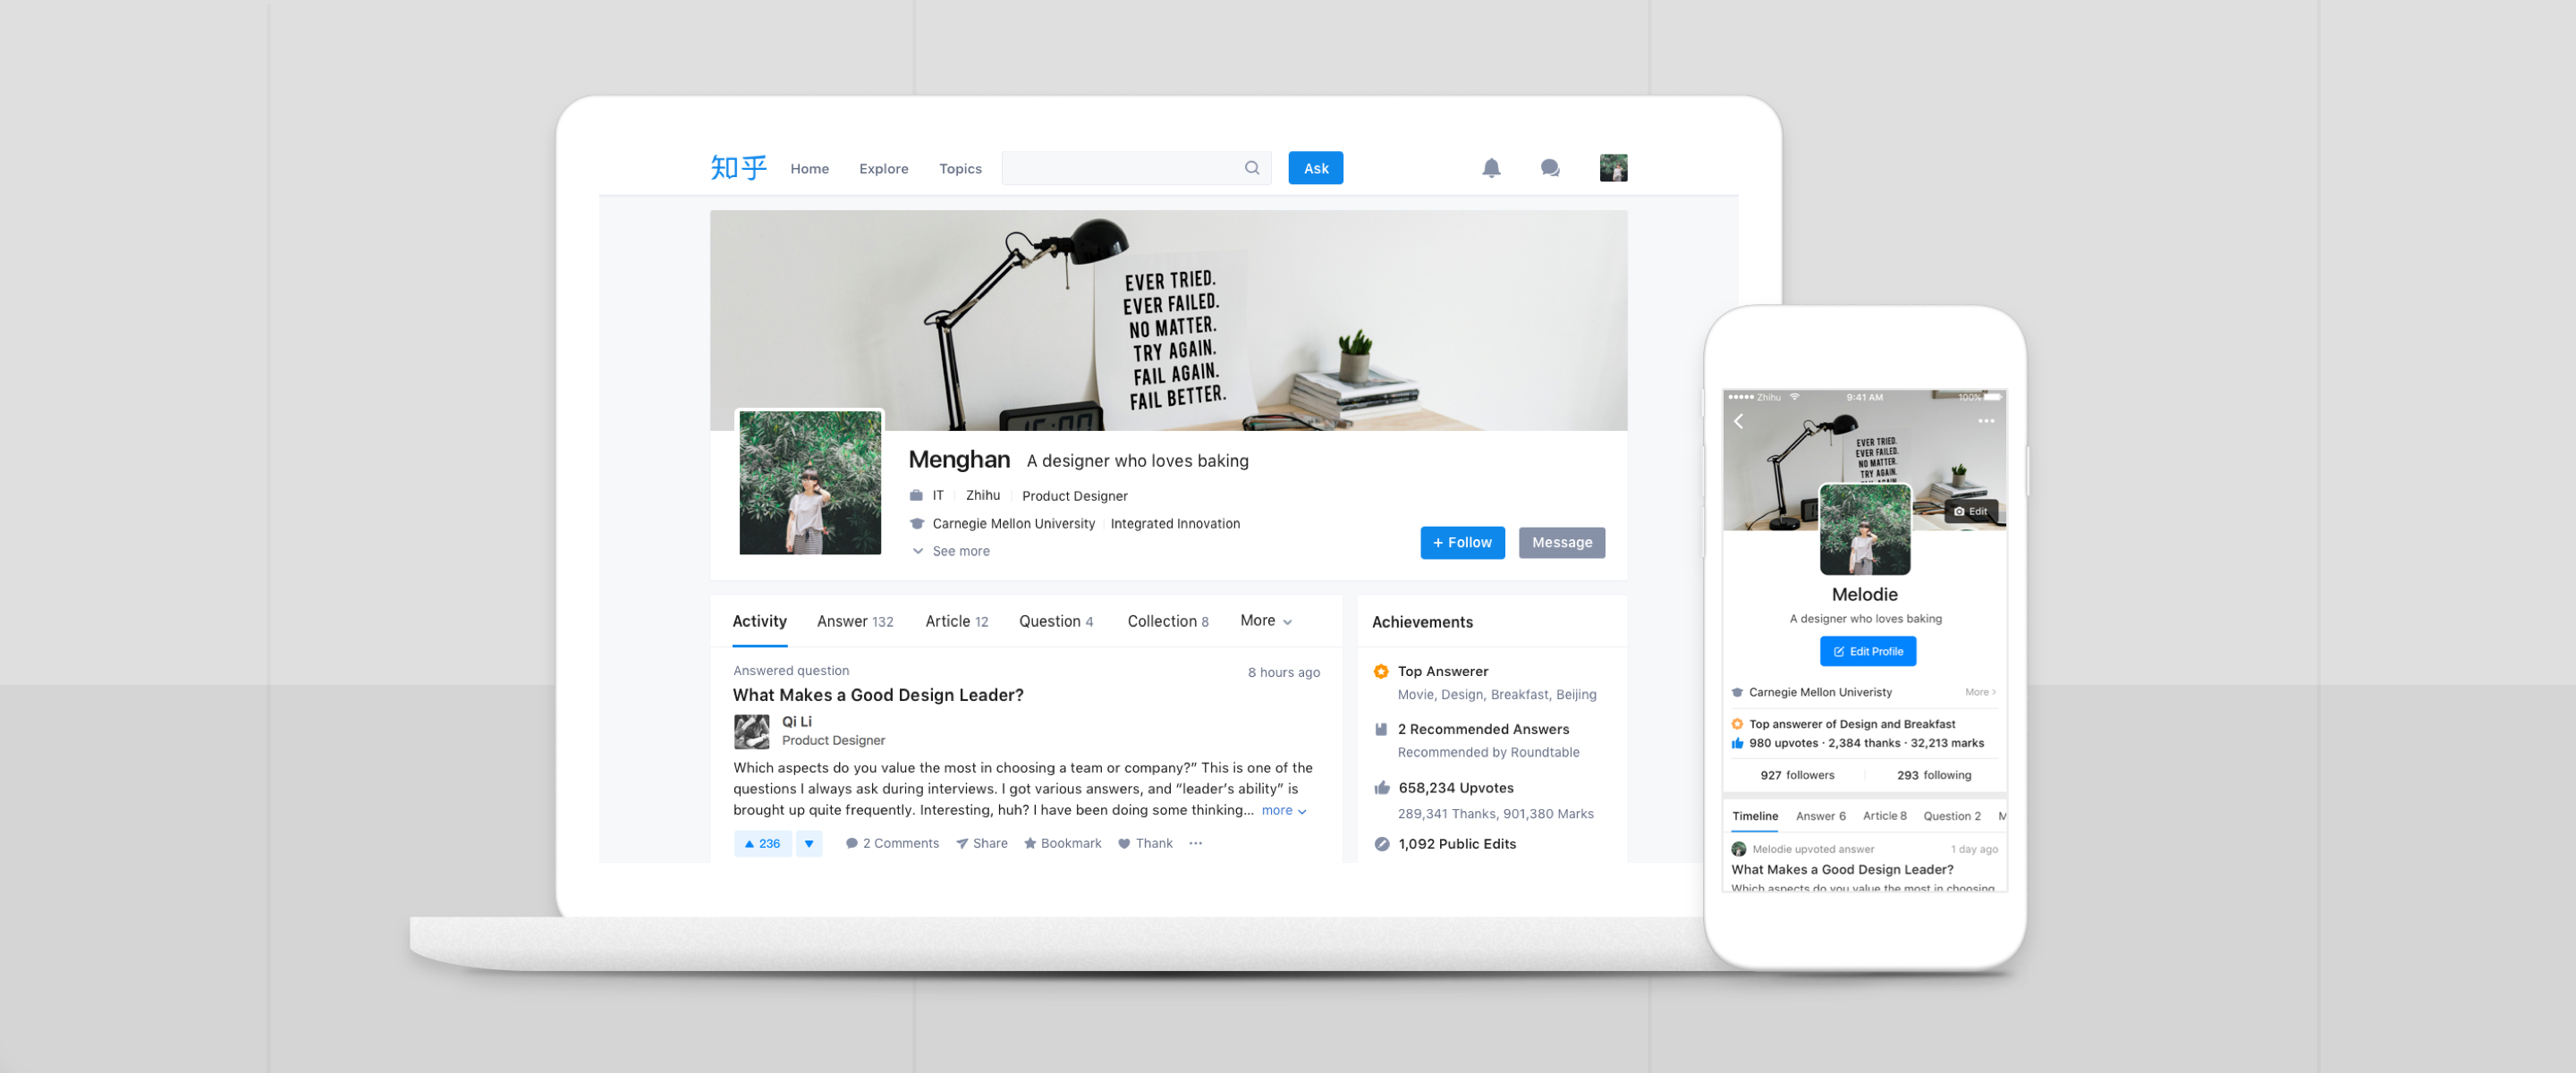 知乎 Home Explore Topics Ask
EVER TRIED.
EVER FAILED.
NO MATTER.
TRY AGAIN.
FAIL AGAIN.
FAIL BETTER.
Menghan A designer who loves baking
IT Zhihu Product Designer
Carnegie Mellon University Integrated Innovation
See more
+ Follow Message
Activity Answer 132 Article 12 Question 4 Collection 8 More
Answered question 8 hours ago
What Makes a Good Design Leader?
Qi Li
Product Designer
Which aspects do you value the most in choosing a team or company?” This is one of the
questions I always ask during interviews. I got various answers, and “leader’s ability” is
brought up quite frequently. Interesting, huh? I have been doing some thinking... more
236 2 Comments Share Bookmark Thank ···
Achievements
Top Answerer
Movie, Design, Breakfast, Beijing
2 Recommended Answers
Recommended by Roundtable
658,234 Upvotes
289,341 Thanks, 901,380 Marks
1,092 Public Edits
Zhihu 9:41 AM 100%
EVER TRIED.
EVER FAILED.
NO MATTER.
TRY AGAIN.
Edit
Melodie
A designer who loves baking
Edit Profile
Carnegie Mellon Univeristy More >
Top answerer of Design and Breakfast
980 upvotes · 2,384 thanks · 32,213 marks
927 followers 293 following
Timeline Answer 6 Article 8 Question 2 M
Melodie upvoted answer 1 day ago
What Makes a Good Design Leader?
Which aspects do you value the most in choosing